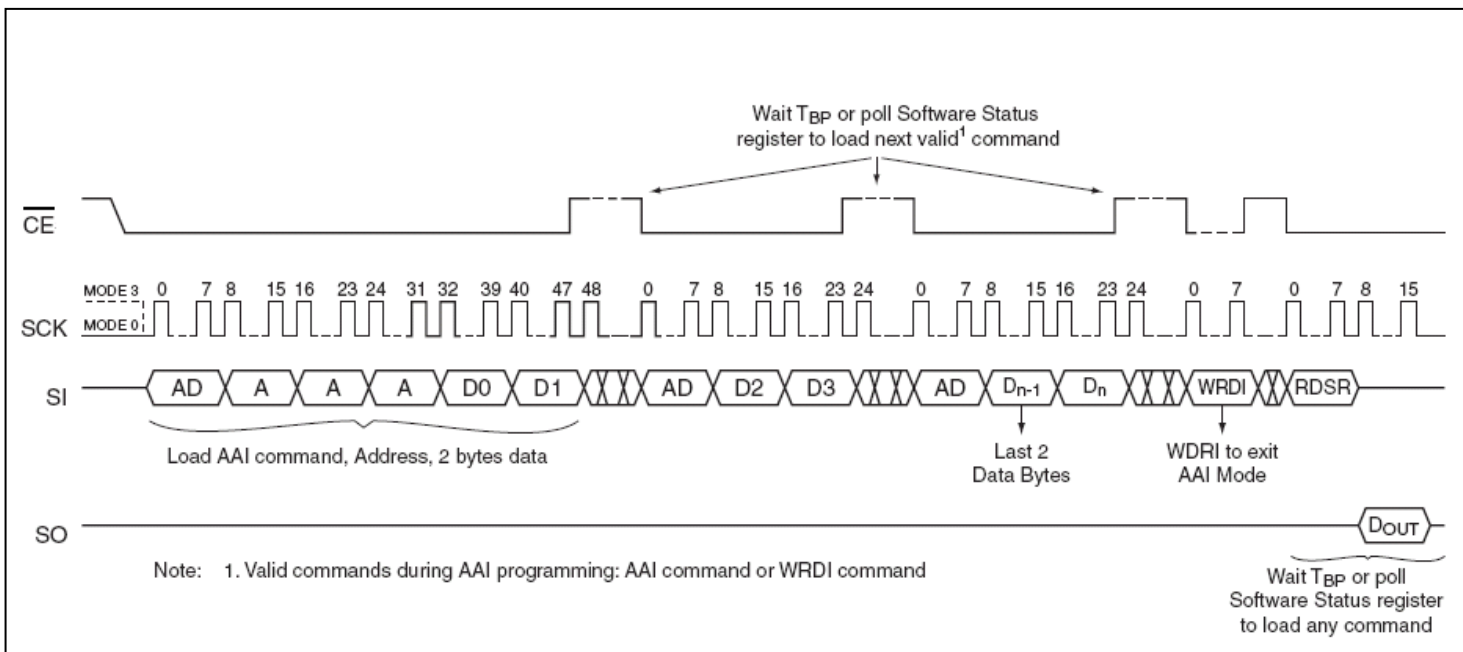 Wait TBP or poll Software Status
register to load next valid1 command
CE
MODE 3
MODE 0
SCK
0 7 8 15 16 23 24 31 32 39 40 47 48 0 7 8 15 16 23 24 0 7 8 15 16 23 24 0 7 0 7 8 15
SI
AD A A A D0 D1 AD D2 D3 AD Dn-1 Dn WRDI RDSR
Load AAI command, Address, 2 bytes data
Last 2
Data Bytes
WDRI to exit
AAI Mode
SO
DOUT
Note: 1. Valid commands during AAI programming: AAI command or WRDI command
Wait TBP or poll
Software Status register
to load any command